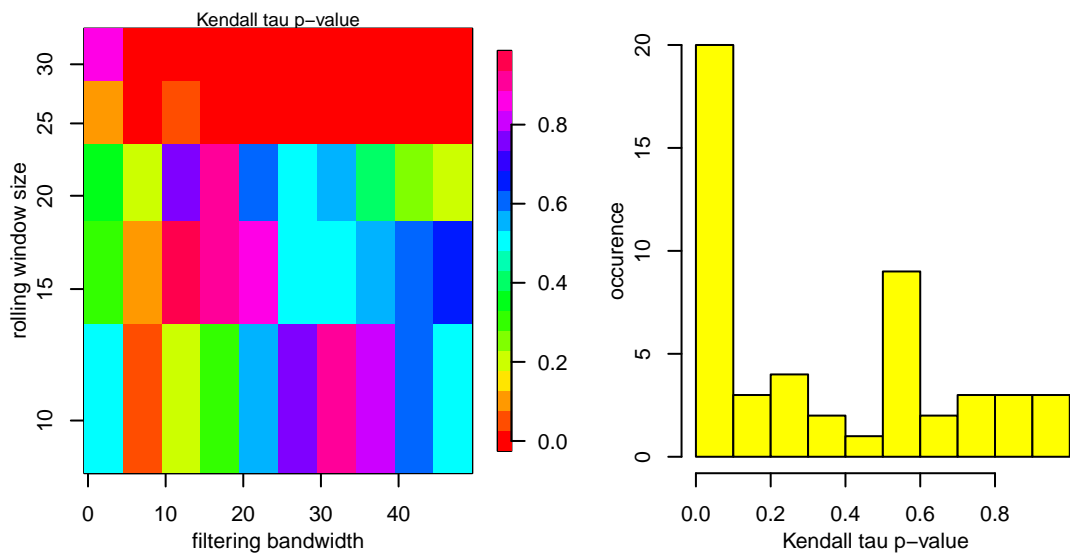 Kendall tau p−value
rolling window size
30
25
20
15
10
0 10 20 30 40
filtering bandwidth
0.8
0.6
0.4
0.2
0.0
occurence
20
15
10
5
0
0.0 0.2 0.4 0.6 0.8
Kendall tau p−value